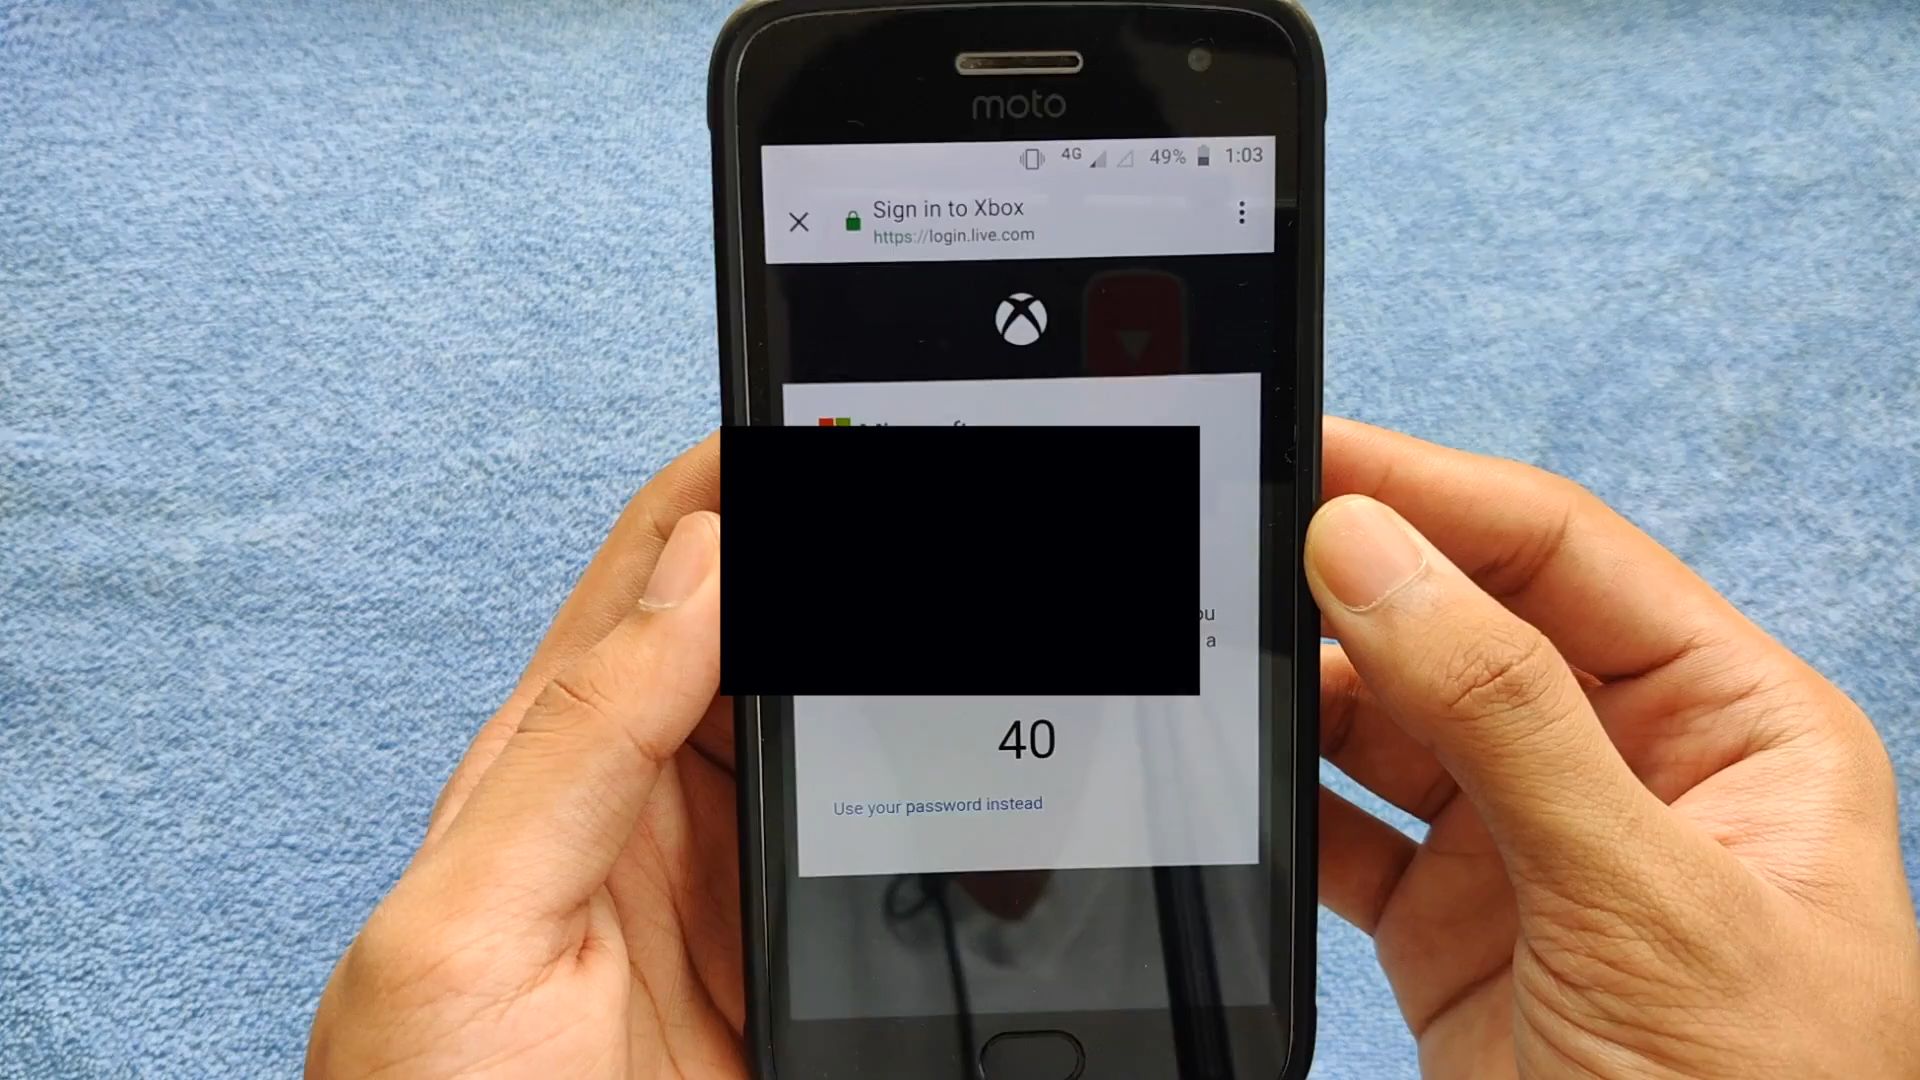 moto
4G 49% 1:03
Sign in to Xbox
https://login.live.com
a
40
Use your password instead